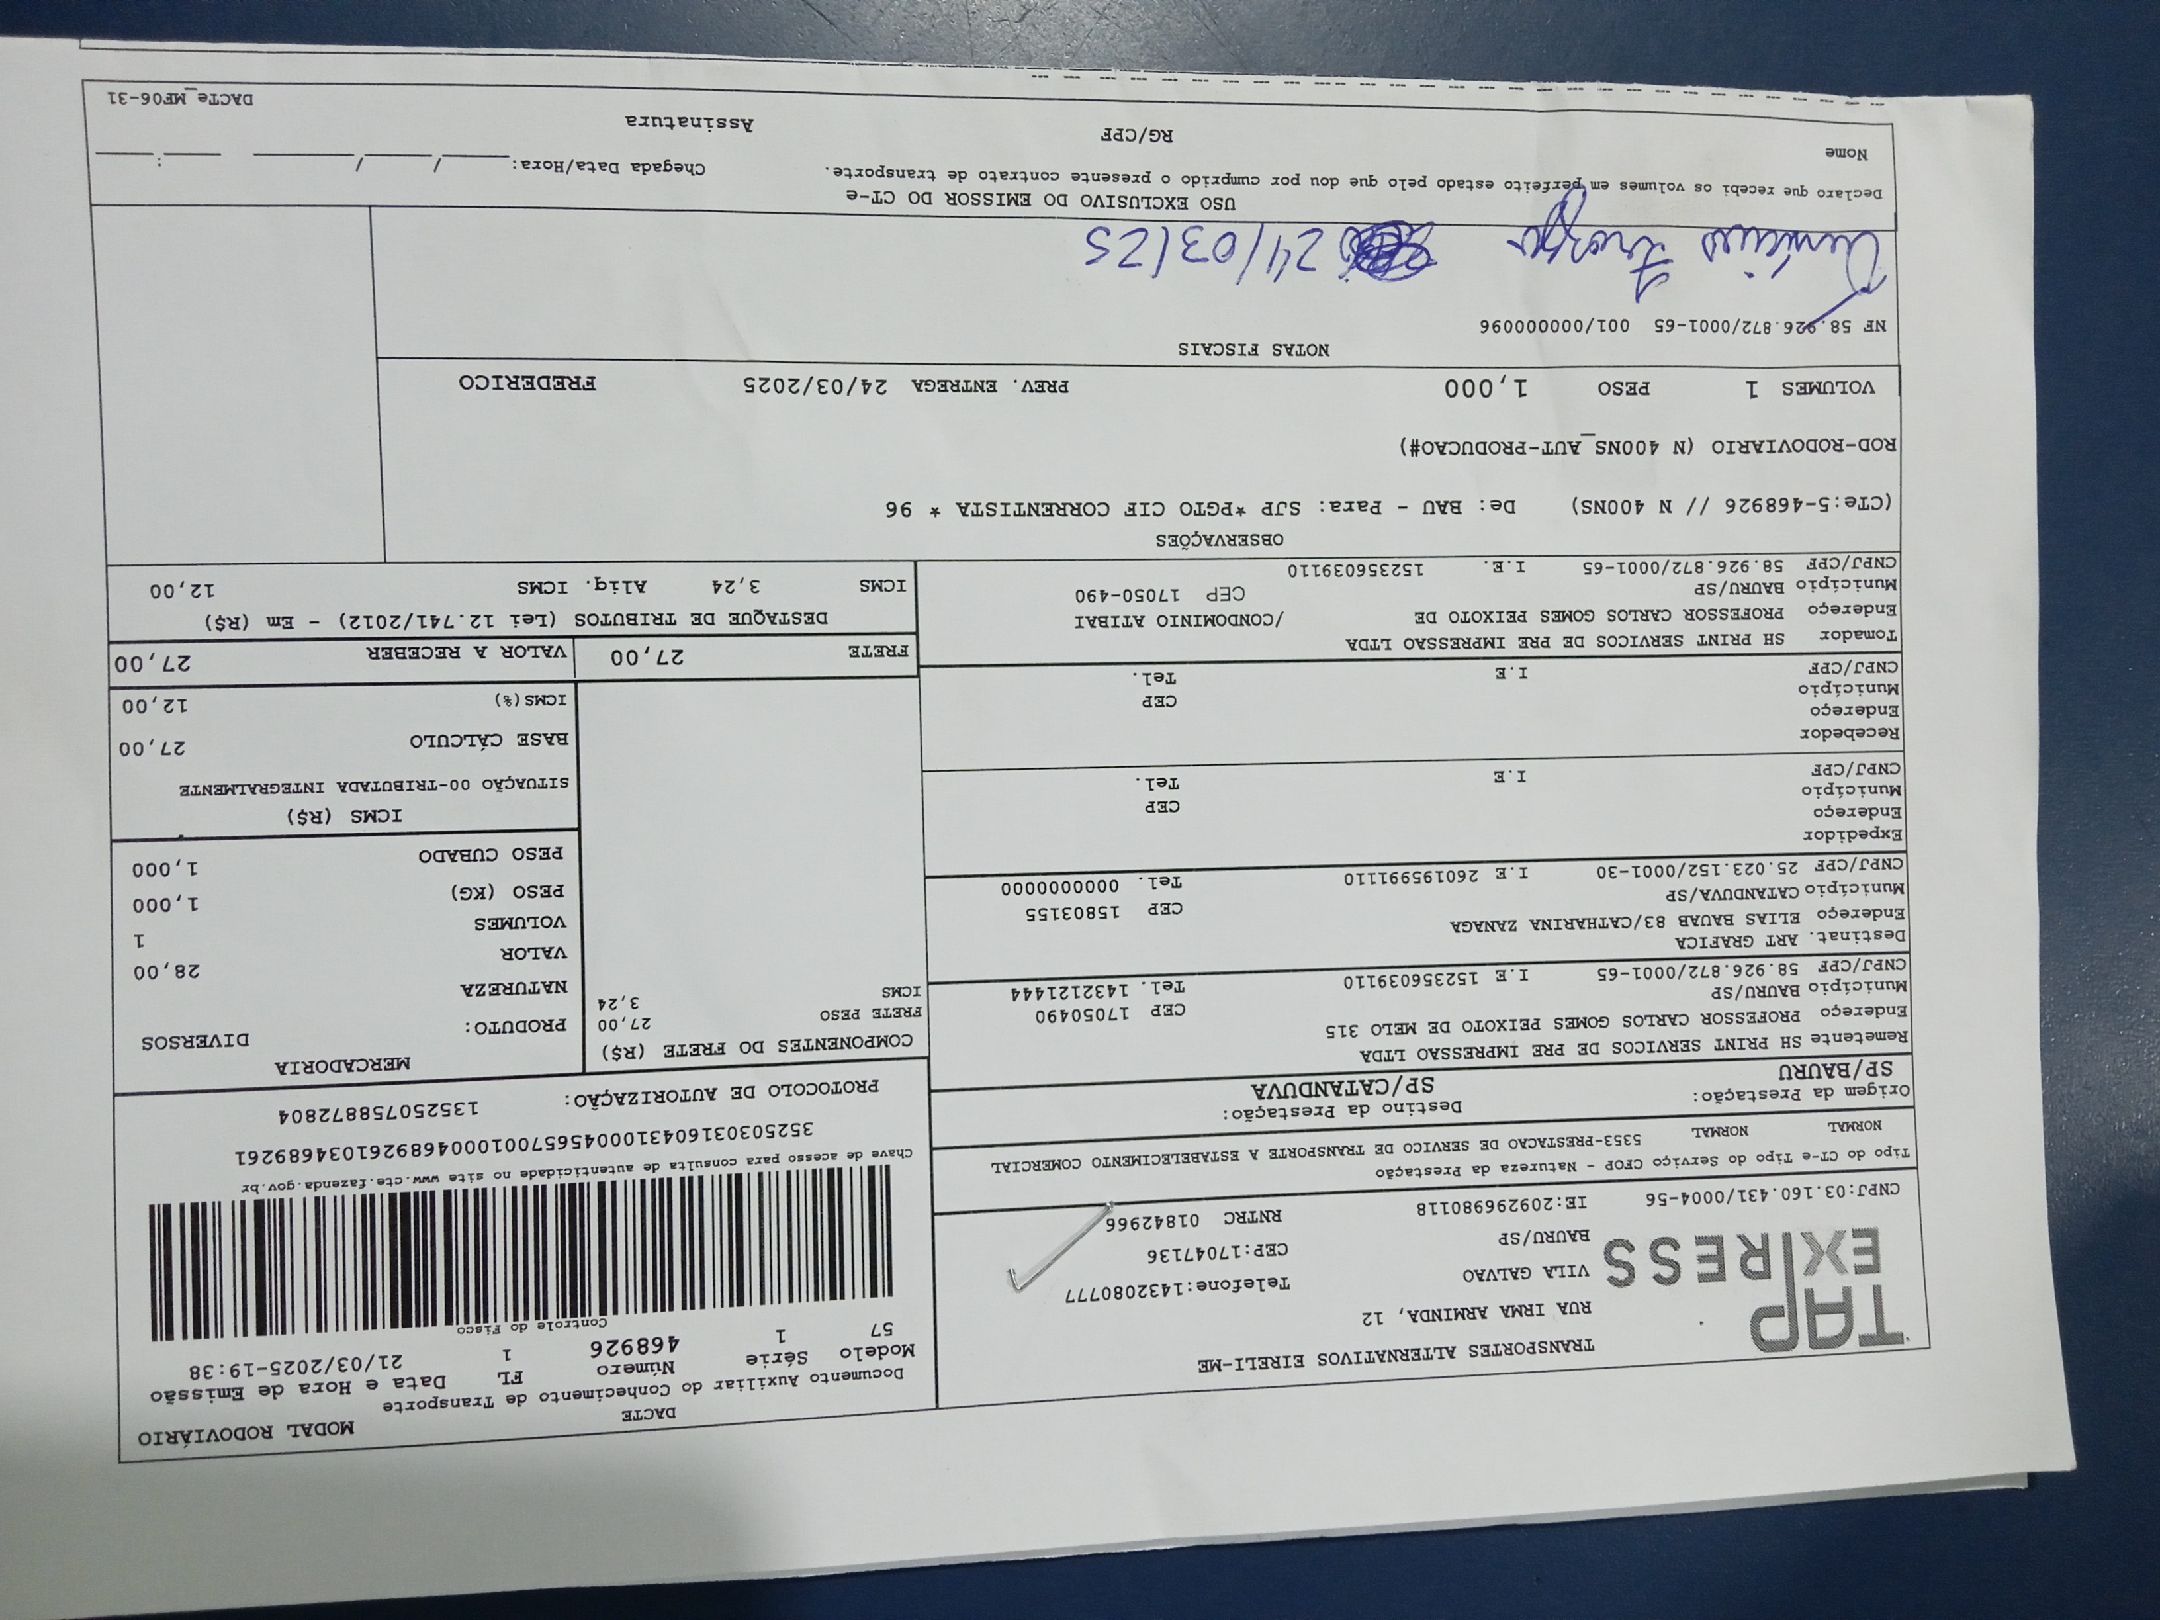 TAP
EXPRESS
TRANSPORTES ALTERNATIVOS EIRELI-ME
RUA IRMA ARMINDA, 12
VILA GALVAO Telefone:1432080777
BAURU/SP CEP:17047136
CNPJ:03.160.431/0004-56 IE:209296980118 RNTRC 01842966
DACTE MODAL RODOVIÁRIO
Documento Auxiliar do Conhecimento de Transporte
Modelo Série Número FL Data e Hora de Emissão
57 1 468926 1 21/03/2025-19:38
Controle do Fisco
Chave de acesso para consulta de autenticidade no site www.cte.fazenda.gov.br
35250303160431000456570010004689261034689261
PROTOCOLO DE AUTORIZAÇÃO: 135250758872804
Tipo do CT-e Tipo do Serviço CFOP - Natureza da Prestação
NORMAL NORMAL 5353-PRESTACAO DE SERVICO DE TRANSPORTE A ESTABELECIMENTO COMERCIAL
Origem da Prestação: Destino da Prestação:
SP/BAURU SP/CATANDUVA
Remetente SH PRINT SERVICOS DE PRE IMPRESSAO LTDA
Endereço PROFESSOR CARLOS GOMES PEIXOTO DE MELO 315
Município BAURU/SP CEP 17050490
CNPJ/CPF 58.926.872/0001-65 I.E 152356039110 Tel. 1432121444
Destinat. ART GRAFICA
Endereço ELIAS BAUAB 83/CATHARINA ZANAGA
Município CATANDUVA/SP CEP 15803155
CNPJ/CPF 25.023.152/0001-30 I.E 260195991110 Tel. 0000000000
Expedidor
Endereço
Município CEP
CNPJ/CPF I.E Tel.
Recebedor
Endereço
Município CEP
CNPJ/CPF I.E Tel.
Tomador SH PRINT SERVICOS DE PRE IMPRESSAO LTDA
Endereço PROFESSOR CARLOS GOMES PEIXOTO DE /CONDOMINIO ATIBAI
Município BAURU/SP CEP 17050-490
CNPJ/CPF 58.926.872/0001-65 I.E. 152356039110
COMPONENTES DO FRETE (R$)
FRETE PESO 27,00
ICMS 3,24
MERCADORIA
PRODUTO: DIVERSOS
NATUREZA
VALOR 28,00
VOLUMES 1
PESO (KG) 1,000
PESO CUBADO 1,000
ICMS (R$)
SITUAÇÃO 00-TRIBUTADA INTEGRALMENTE
BASE CÁLCULO 27,00
ICMS(%) 12,00
FRETE 27,00 VALOR A RECEBER 27,00
DESTAQUE DE TRIBUTOS (Lei 12.741/2012) - Em (R$)
ICMS 3,24 Aliq. ICMS 12,00
OBSERVAÇÕES
(CTe:5-468926 // N 400NS) De: BAU - Para: SJP *PGTO CIF CORRENTISTA * 96
ROD-RODOVIARIO (N 400NS_AUT-PRODUCAO#)
VOLUMES 1 PESO 1,000 PREV. ENTREGA 24/03/2025 FREDERICO
NOTAS FISCAIS
NF 58.926.872/0001-65 001/000000096
24/03/25
USO EXCLUSIVO DO EMISSOR DO CT-e
Declaro que recebi os volumes em perfeito estado pelo que dou por cumprido o presente contrato de transporte.
Chegada Data/Hora: ____/____/____ ___:___
Nome RG/CPF Assinatura
DACTe_MF06-31